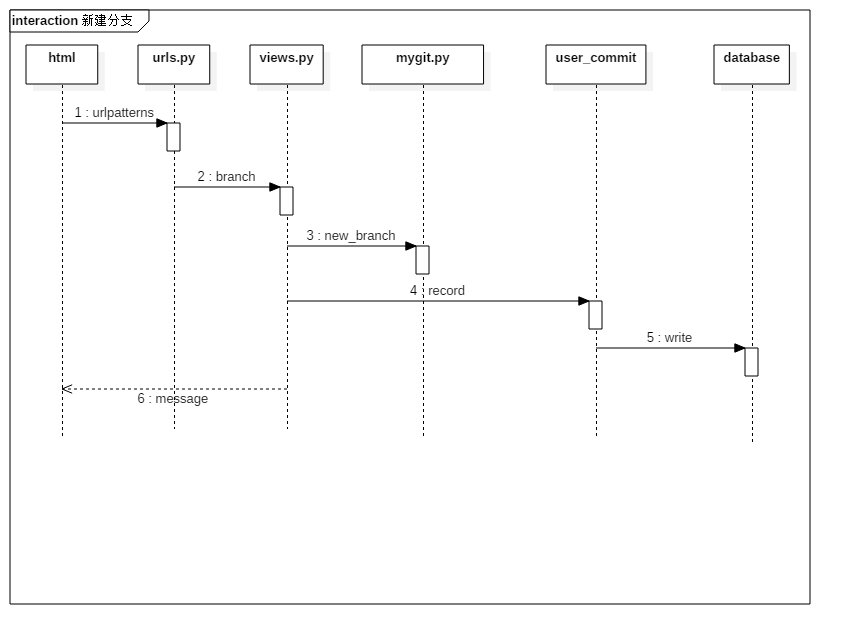 interaction 新建分支
html
urls.py
views.py
mygit.py
user_commit
database
1 : urlpatterns
2 : branch
3 : new_branch
4 : record
5 : write
6 : message